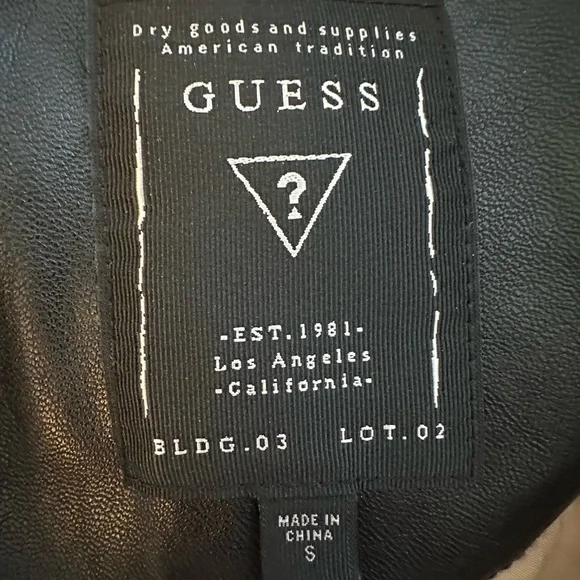 Dry goods and supplies
American tradition
GUESS
?
-EST.1981-
Los Angeles
-California-
BLDG.03 LOT.02
MADE IN
CHINA
S